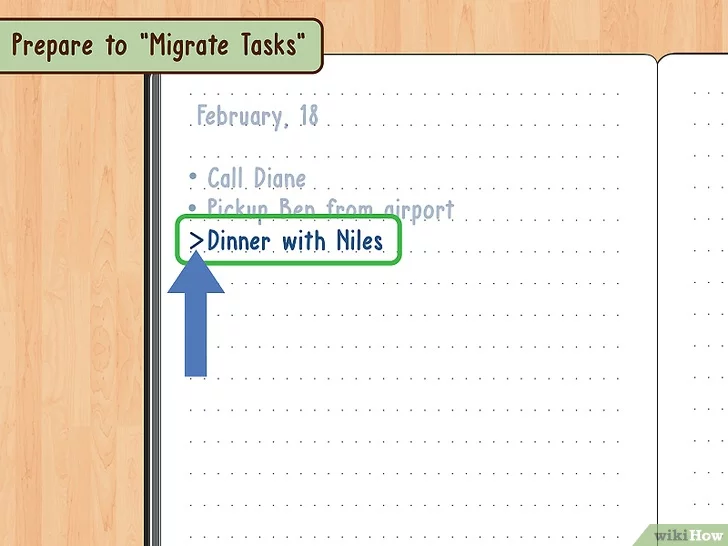 Prepare to "Migrate Tasks"
February, 18
• Call Diane
• Pickup Ben from airport
>Dinner with Niles
wikiHow